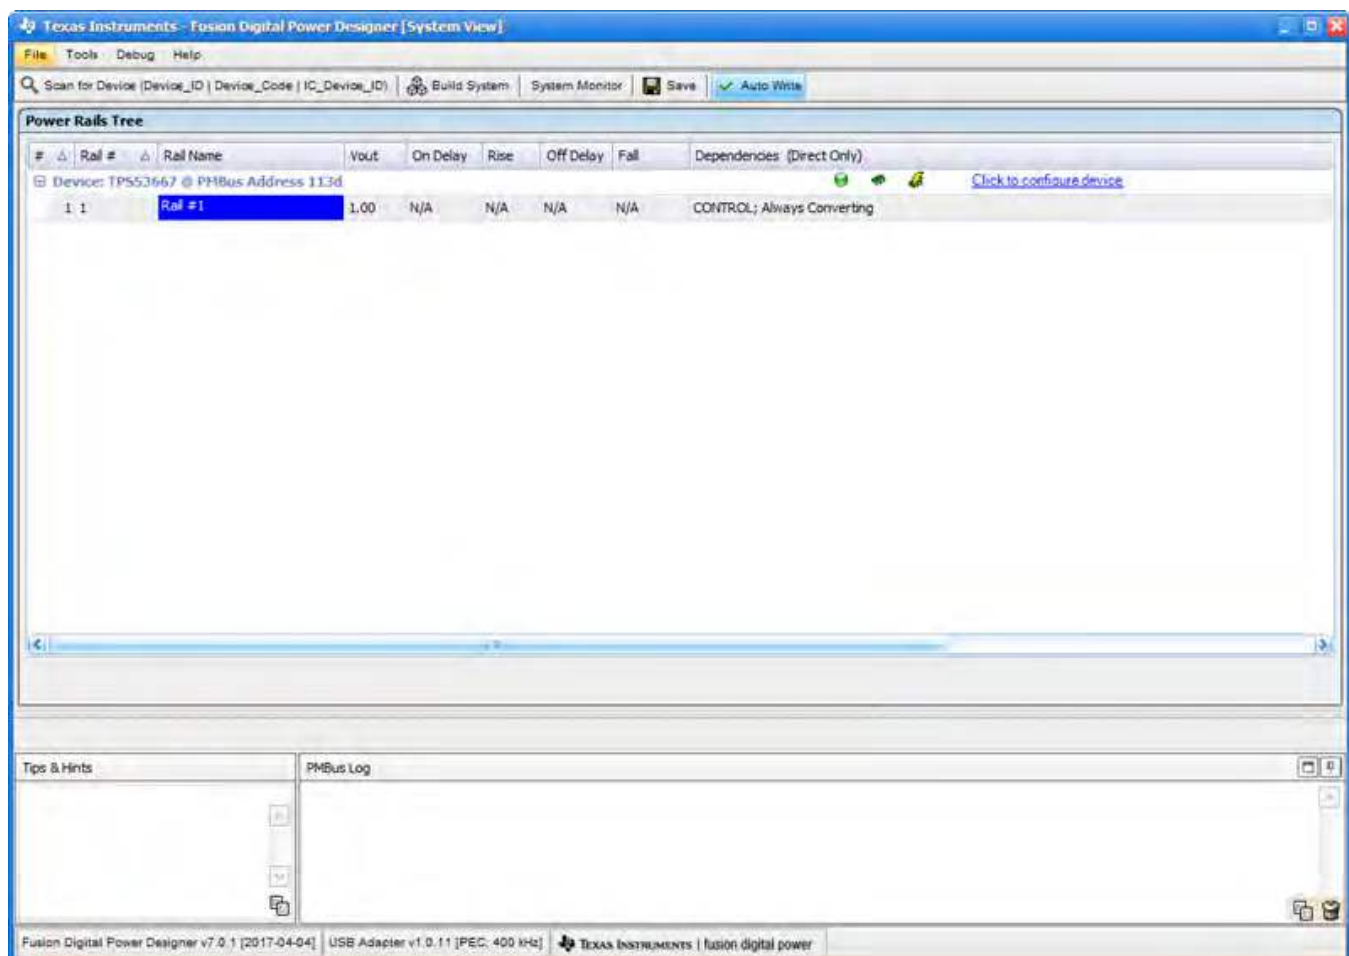 Texas Instruments - Fusion Digital Power Designer [System View]
File Tools Debug Help
Scan for Device (Device_ID | Device_Code | IC_Device_ID) Build System System Monitor Save Auto Write
Power Rails Tree
# Rail # Rail Name Vout On Delay Rise Off Delay Fall Dependencies (Direct Only)
Device: TPS53667 @ PMBus Address 113d Click to configure device
1 1 Rail #1 1.00 N/A N/A N/A N/A CONTROL; Always Converting
Tips & Hints PMBus Log
Fusion Digital Power Designer v7.0.1 [2017-04-04] USB Adapter v1.0.11 [PEC; 400 kHz] TEXAS INSTRUMENTS | fusion digital power